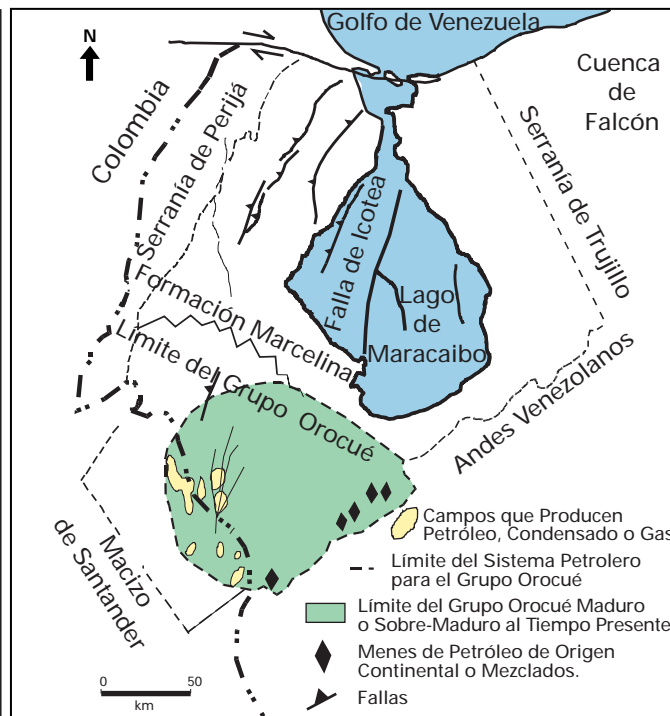 Golfo de Venezuela
N
Cuenca
de
Falcón
Colombia
Serranía de Perijá
Serranía de Trujillo
Falla de Icotea
Lago
de
Maracaibo
Formación Marcelina
Límite del Grupo Orocué
Andes Venezolanos
Macizo
de Santander
Campos que Producen
Petróleo, Condensado o Gas
Límite del Sistema Petrolero
para el Grupo Orocué
Límite del Grupo Orocué Maduro
o Sobre-Maduro al Tiempo Presente
Menes de Petróleo de Origen
Continental o Mezclados.
Fallas
0 50
km